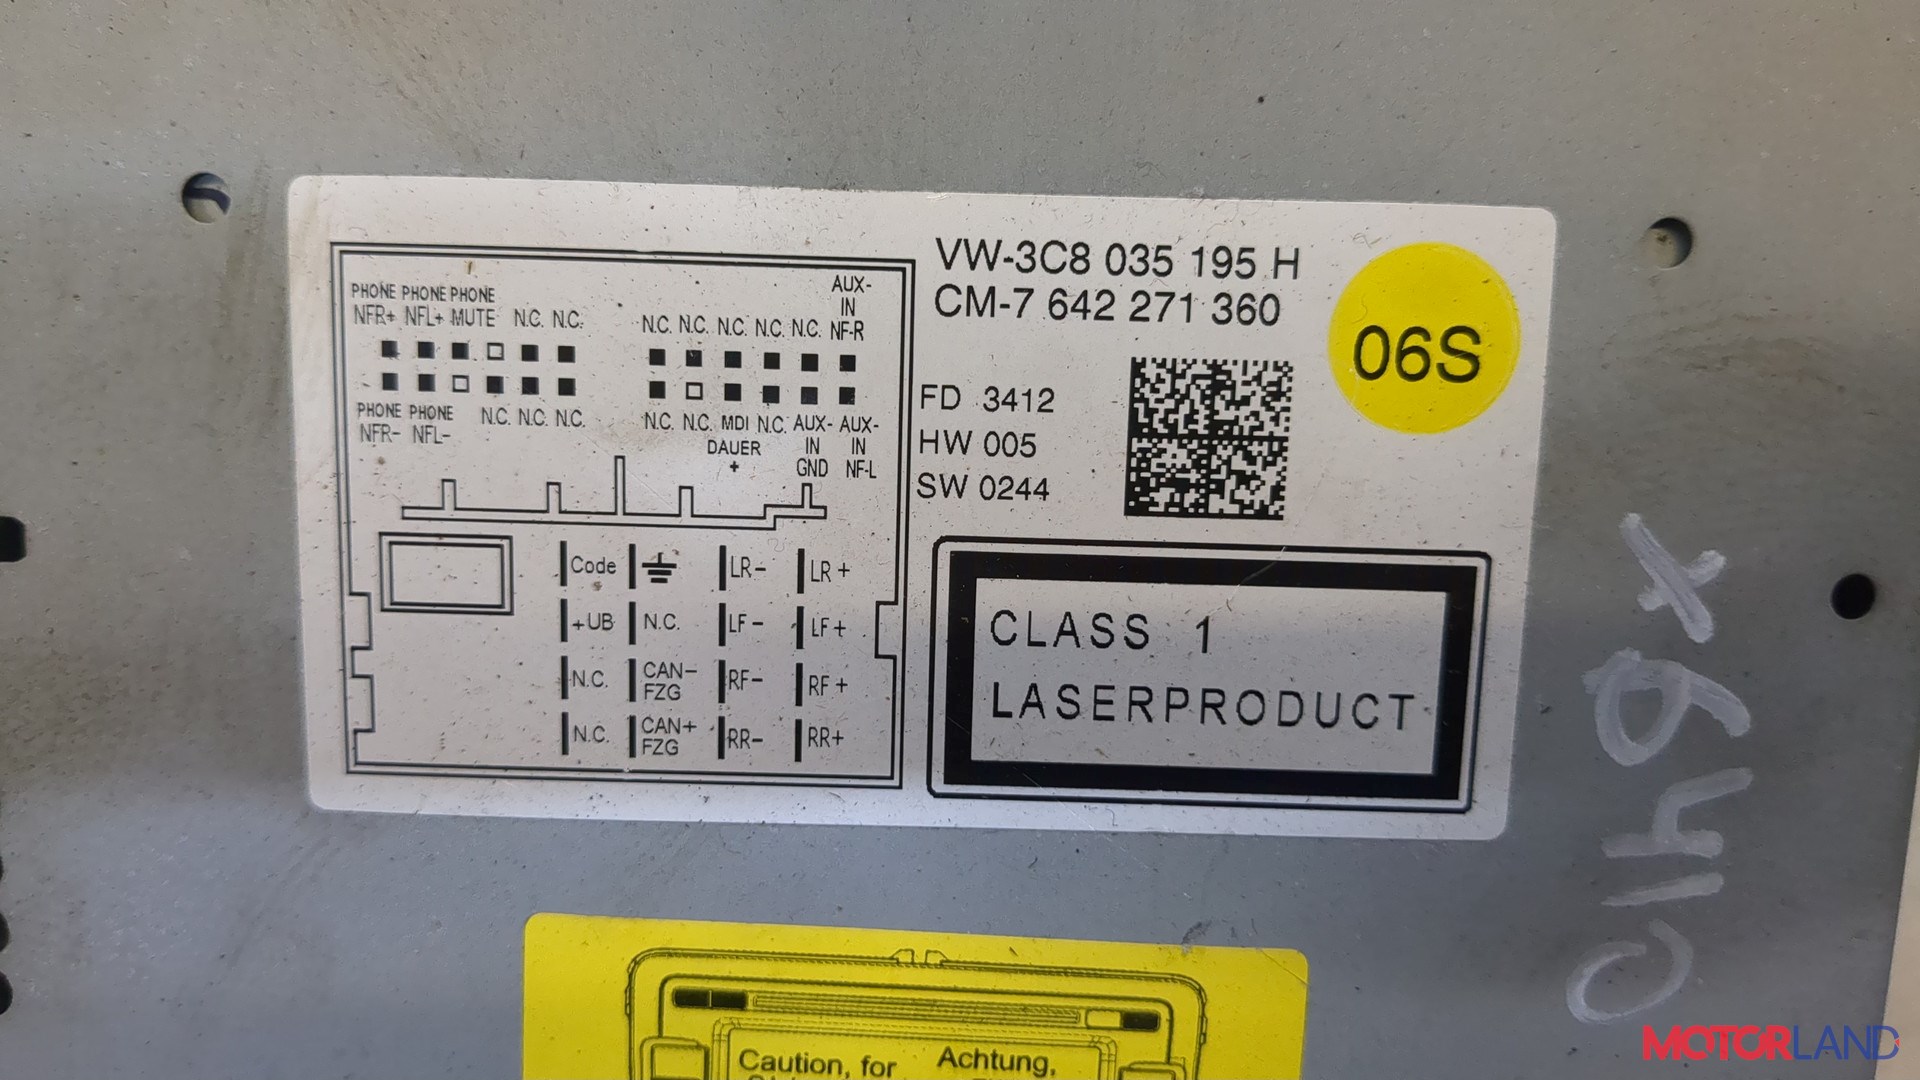 VW-3C8 035 195 H
CM-7 642 271 360
06S
FD 3412
HW 005
SW 0244
PHONE PHONE PHONE
NFR+ NFL+ MUTE N.C. N.C.
AUX-
IN
N.C. N.C. N.C. N.C. N.C. NF-R
PHONE PHONE N.C. N.C. N.C.
NFR- NFL-
N.C. N.C. MDI N.C. AUX- AUX-
DAUER IN IN
+ GND NF-L
Code LR- LR+
+UB N.C. LF- LF+
N.C. CAN- FZG RF- RF+
N.C. CAN+ FZG RR- RR+
CLASS 1
LASERPRODUCT
Caution, for Achtung,
MOTORLAND